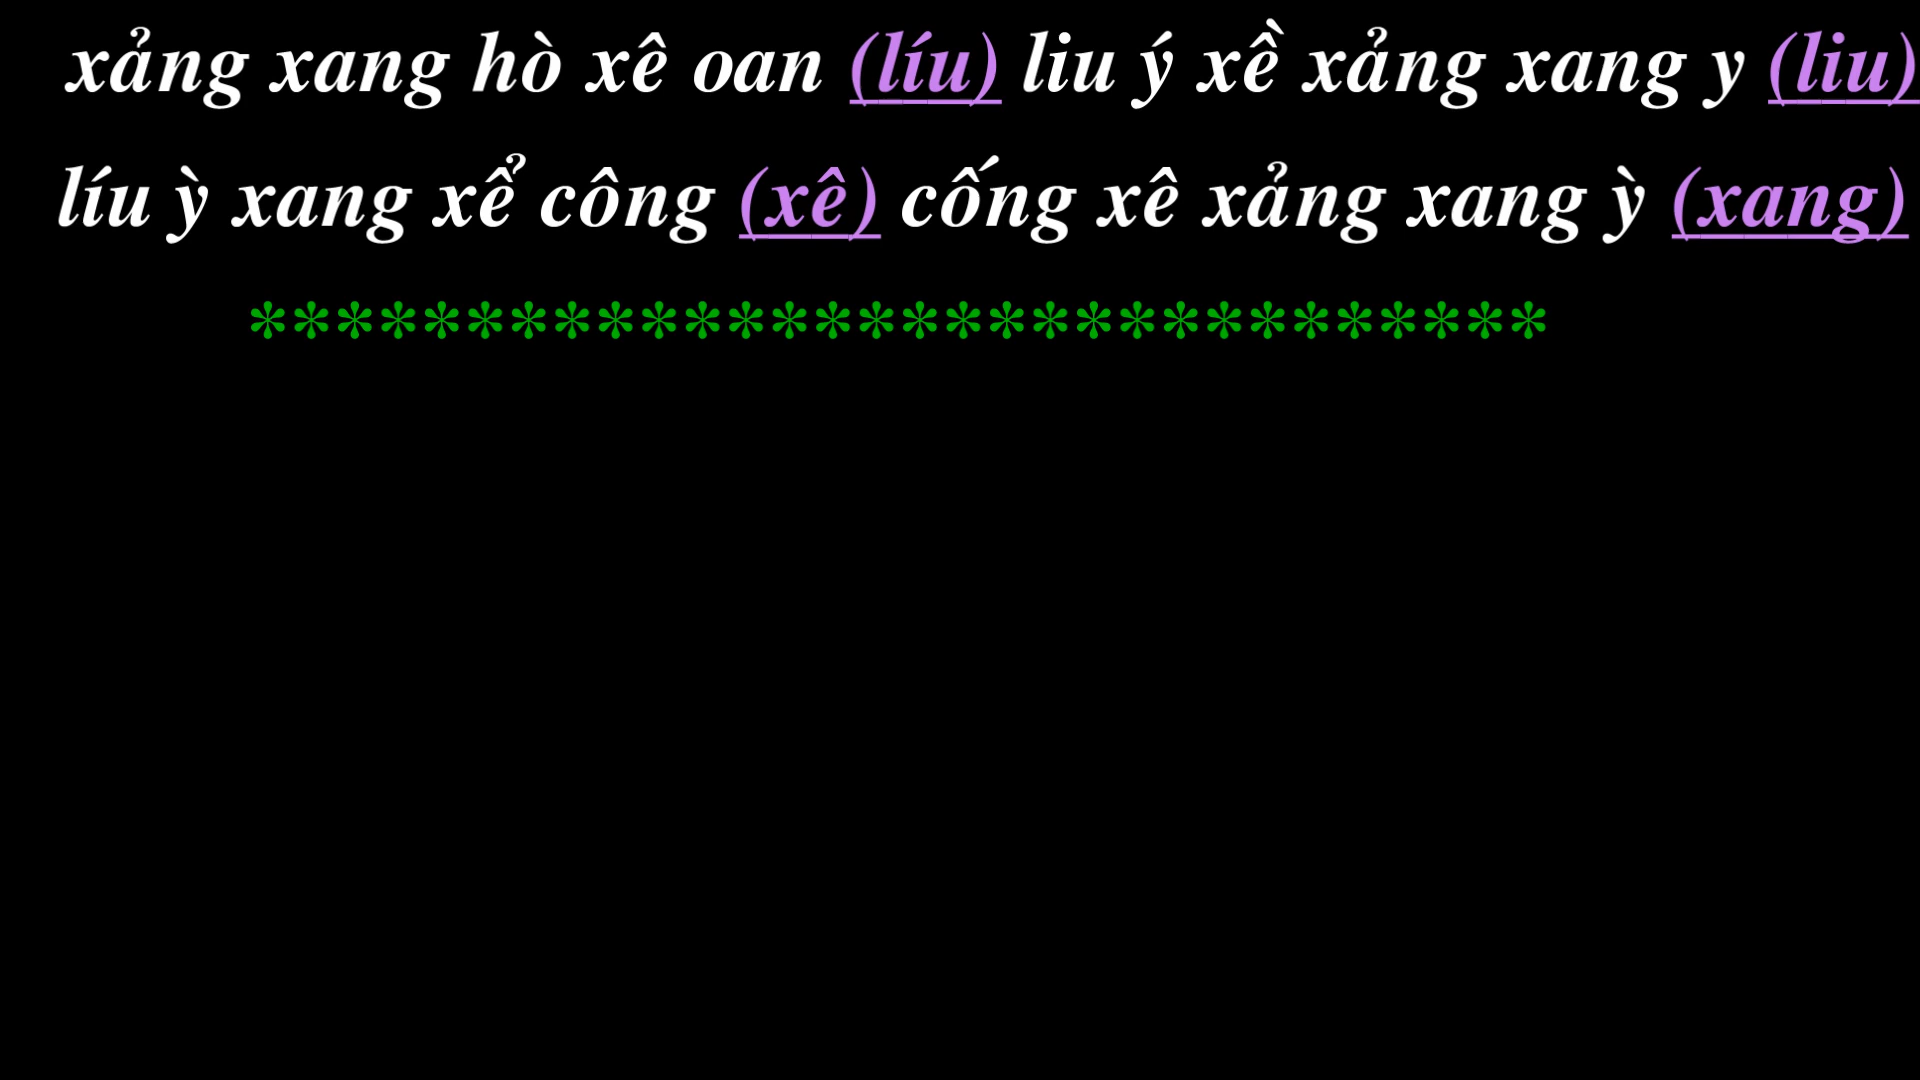 xảng xang hò xê oan (líu) liu ý xề xảng xang y (liu)
líu ỳ xang xể công (xê) cống xê xảng xang ỳ (xang)
******************************